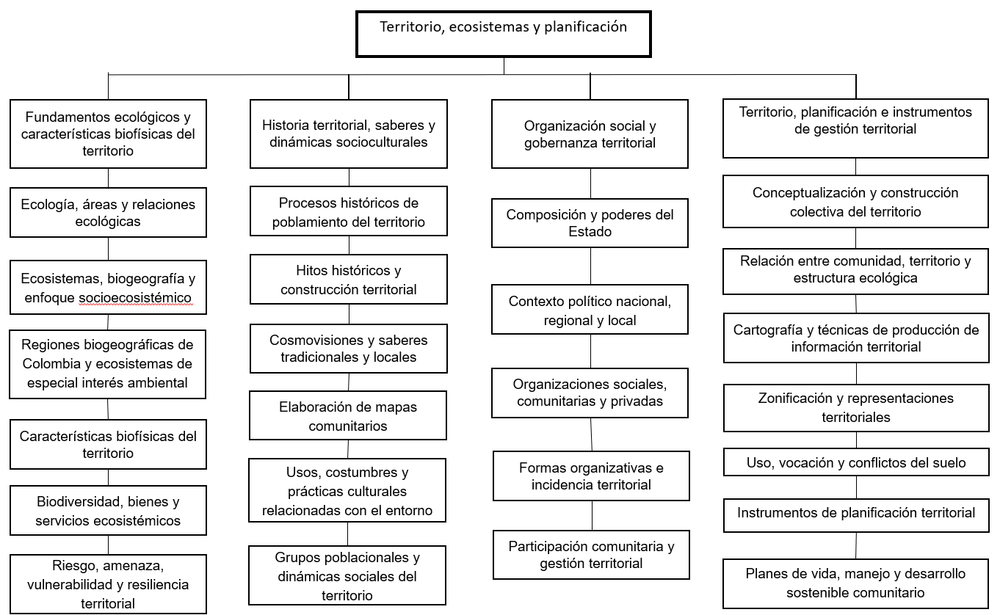 Territorio, ecosistemas y planificación
Fundamentos ecológicos y
características biofísicas del
territorio
Ecología, áreas y relaciones
ecológicas
Ecosistemas, biogeografía y
enfoque socioecosistémico
Regiones biogeográficas de
Colombia y ecosistemas de
especial interés ambiental
Características biofísicas del
territorio
Biodiversidad, bienes y
servicios ecosistémicos
Riesgo, amenaza,
vulnerabilidad y resiliencia
territorial
Historia territorial, saberes y
dinámicas socioculturales
Procesos históricos de
poblamiento del territorio
Hitos históricos y
construcción territorial
Cosmovisiones y saberes
tradicionales y locales
Elaboración de mapas
comunitarios
Usos, costumbres y
prácticas culturales
relacionadas con el entorno
Grupos poblacionales y
dinámicas sociales del
territorio
Organización social y
gobernanza territorial
Composición y poderes del
Estado
Contexto político nacional,
regional y local
Organizaciones sociales,
comunitarias y privadas
Formas organizativas e
incidencia territorial
Participación comunitaria y
gestión territorial
Territorio, planificación e instrumentos
de gestión territorial
Conceptualización y construcción
colectiva del territorio
Relación entre comunidad, territorio y
estructura ecológica
Cartografía y técnicas de producción de
información territorial
Zonificación y representaciones
territoriales
Uso, vocación y conflictos del suelo
Instrumentos de planificación territorial
Planes de vida, manejo y desarrollo
sostenible comunitario